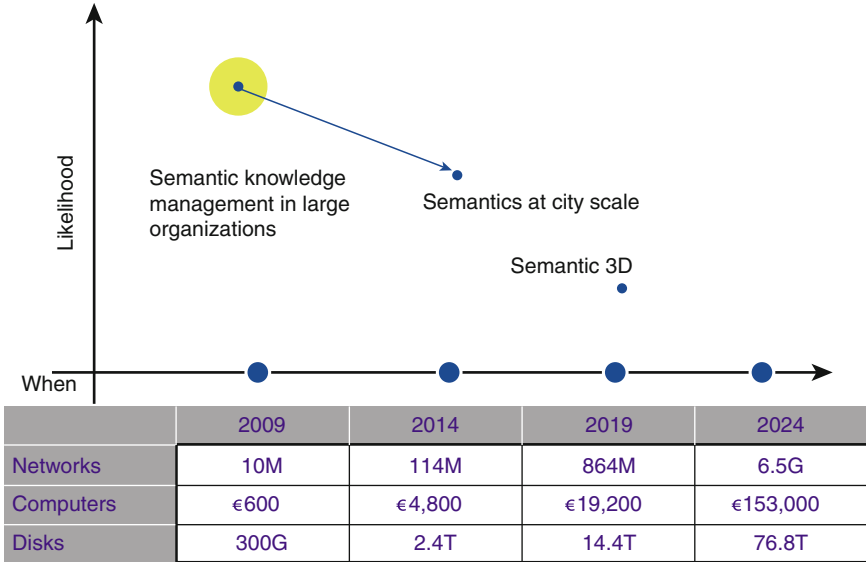 Likelihood
Semantic knowledge
management in large
organizations
Semantics at city scale
Semantic 3D
When
2009 2014 2019 2024
Networks 10M 114M 864M 6.5G
Computers €600 €4,800 €19,200 €153,000
Disks 300G 2.4T 14.4T 76.8T